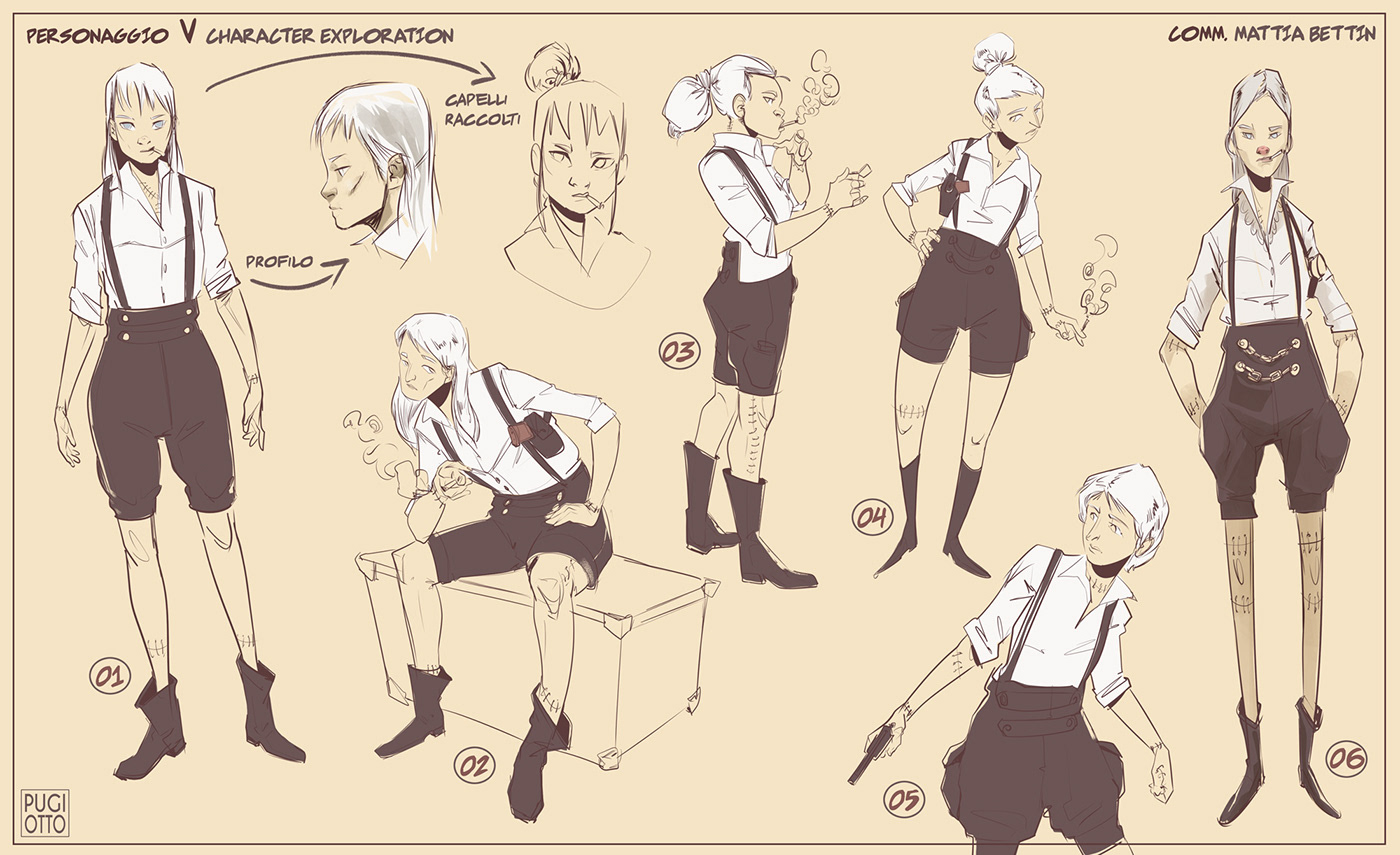 PERSONAGGIO V CHARACTER EXPLORATION
COMM. MATTIA BETTIN
CAPELLI
RACCOLTI
PROFILO
01
02
03
04
05
06
PUGI
OTTO